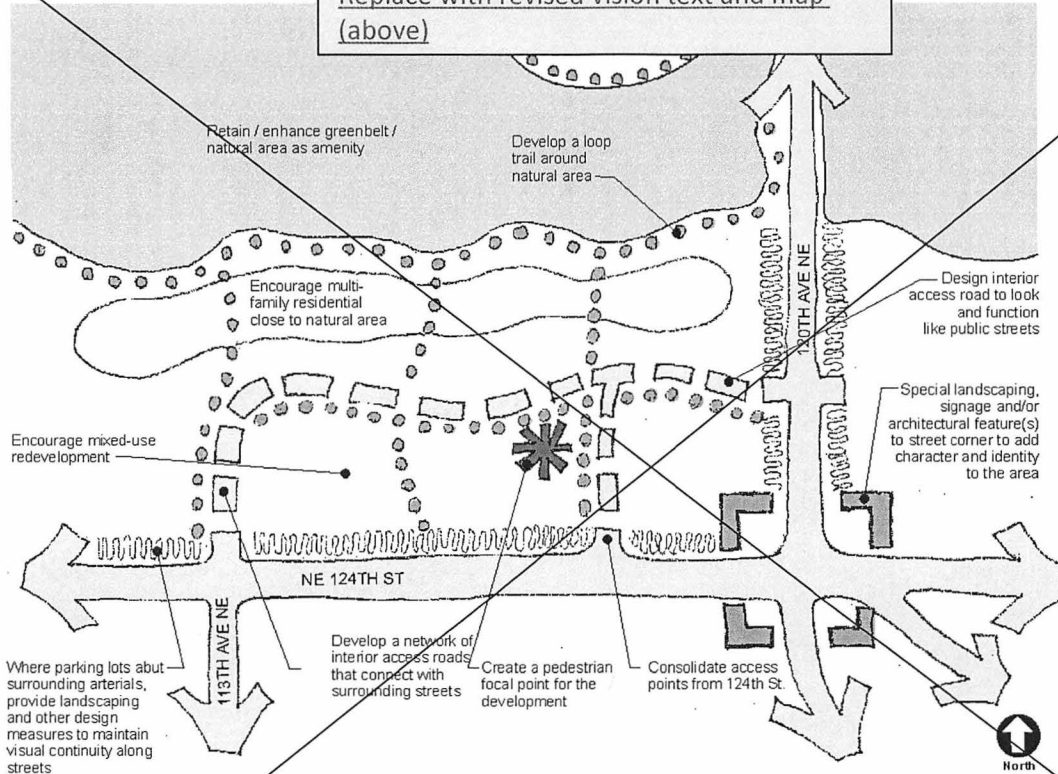 Replace with revised vision text and map
(above)
Retain / enhance greenbelt /
natural area as amenity
Develop a loop
trail around
natural area
Encourage multi-
family residential
close to natural area
120TH AVE NE
Design interior
access road to look
and function
like public streets
Special landscaping,
signage and/or
architectural feature(s)
to street corner to add
character and identity
to the area
Encourage mixed-use
redevelopment
NE 124TH ST
113TH AVE NE
Where parking lots abut
surrounding arterials,
provide landscaping
and other design
measures to maintain
visual continuity along
streets
Develop a network of
interior access roads
that connect with
surrounding streets
Create a pedestrian
focal point for the
development
Consolidate access
points from 124th St.
North